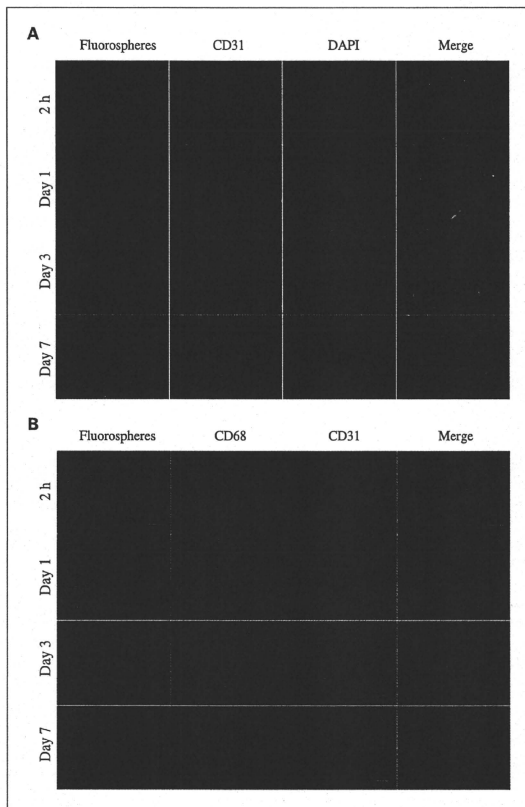 A
Fluorospheres CD31 DAPI Merge
2 h
Day 1
Day 3
Day 7
B
Fluorospheres CD68 CD31 Merge
2 h
Day 1
Day 3
Day 7